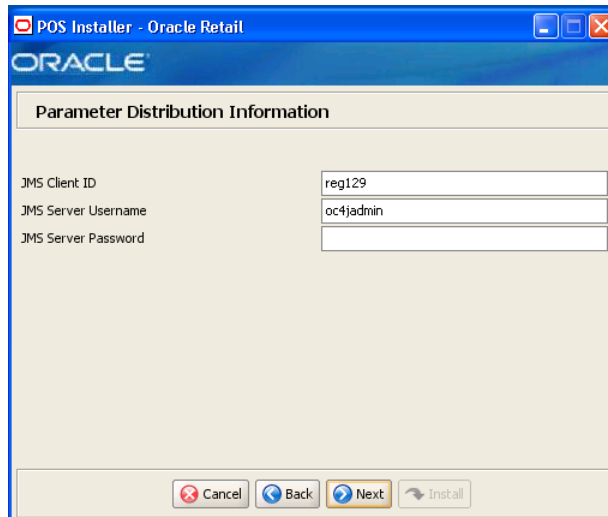 POS Installer - Oracle Retail
ORACLE
Parameter Distribution Information
JMS Client ID
reg129
JMS Server Username
oc4jadmin
JMS Server Password
Cancel
Back
Next
Install